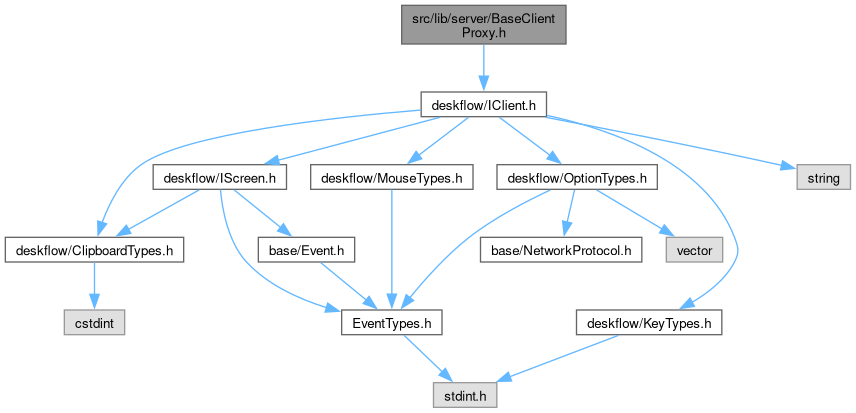 src/lib/server/BaseClient
Proxy.h
deskflow/IClient.h
deskflow/IScreen.h
deskflow/MouseTypes.h
deskflow/OptionTypes.h
string
deskflow/ClipboardTypes.h
base/Event.h
base/NetworkProtocol.h
vector
cstdint
EventTypes.h
deskflow/KeyTypes.h
stdint.h